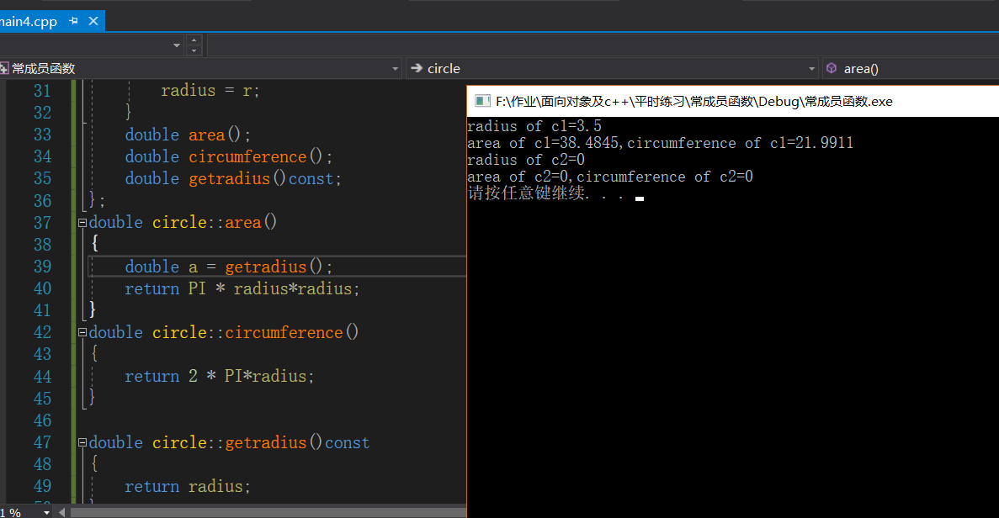 main4.cpp
常成员函数
circle
area()
31 radius = r;
32 }
33 double area();
34 double circumference();
35 double getradius()const;
36 };
37 double circle::area()
38 {
39 double a = getradius();
40 return PI * radius*radius;
41 }
42 double circle::circumference()
43 {
44 return 2 * PI*radius;
45 }
46
47 double circle::getradius()const
48 {
49 return radius;
1 %
F:\作业\面向对象及c++\平时练习\常成员函数\Debug\常成员函数.exe
radius of c1=3.5
area of c1=38.4845,circumference of c1=21.9911
radius of c2=0
area of c2=0,circumference of c2=0
请按任意键继续. . .